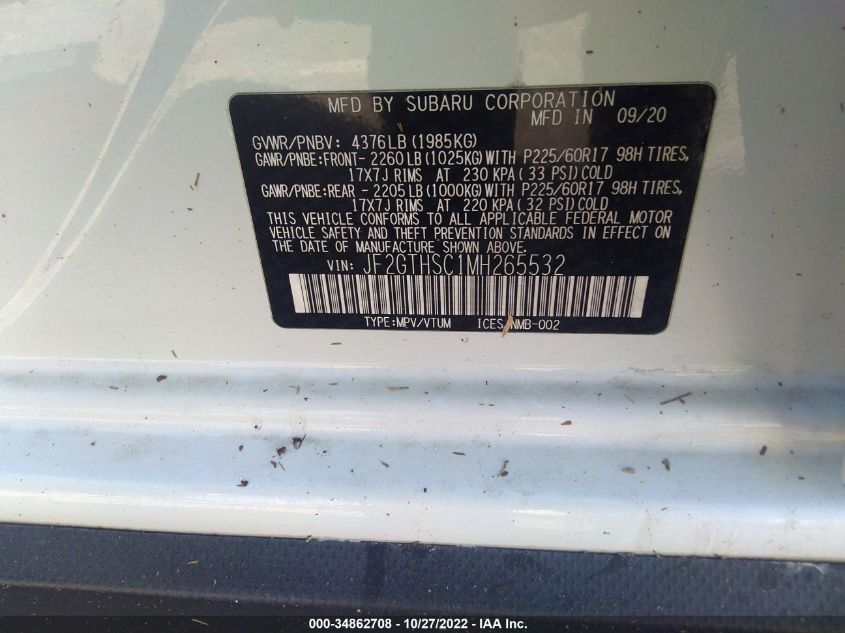 MFD BY SUBARU CORPORATION
MFD IN 09/20
GVWR/PNBV: 4376LB (1985KG)
GAWR/PNBE:FRONT- 2260LB (1025KG) WITH P225/60R17 98H TIRES,
17X7J RIMS AT 230 KPA (33 PSI) COLD
GAWR/PNBE:REAR - 2205LB (1000KG) WITH P225/60R17 98H TIRES,
17X7J RIMS AT 220 KPA (32 PSI) COLD
THIS VEHICLE CONFORMS TO ALL APPLICABLE FEDERAL MOTOR
VEHICLE SAFETY AND THEFT PREVENTION STANDARDS IN EFFECT ON
THE DATE OF MANUFACTURE SHOWN ABOVE.
VIN: JF2GTHSC1MH265532
TYPE:MPV/VTUM ICES/NMB-002
000-34862708 - 10/27/2022 - IAA, Inc.